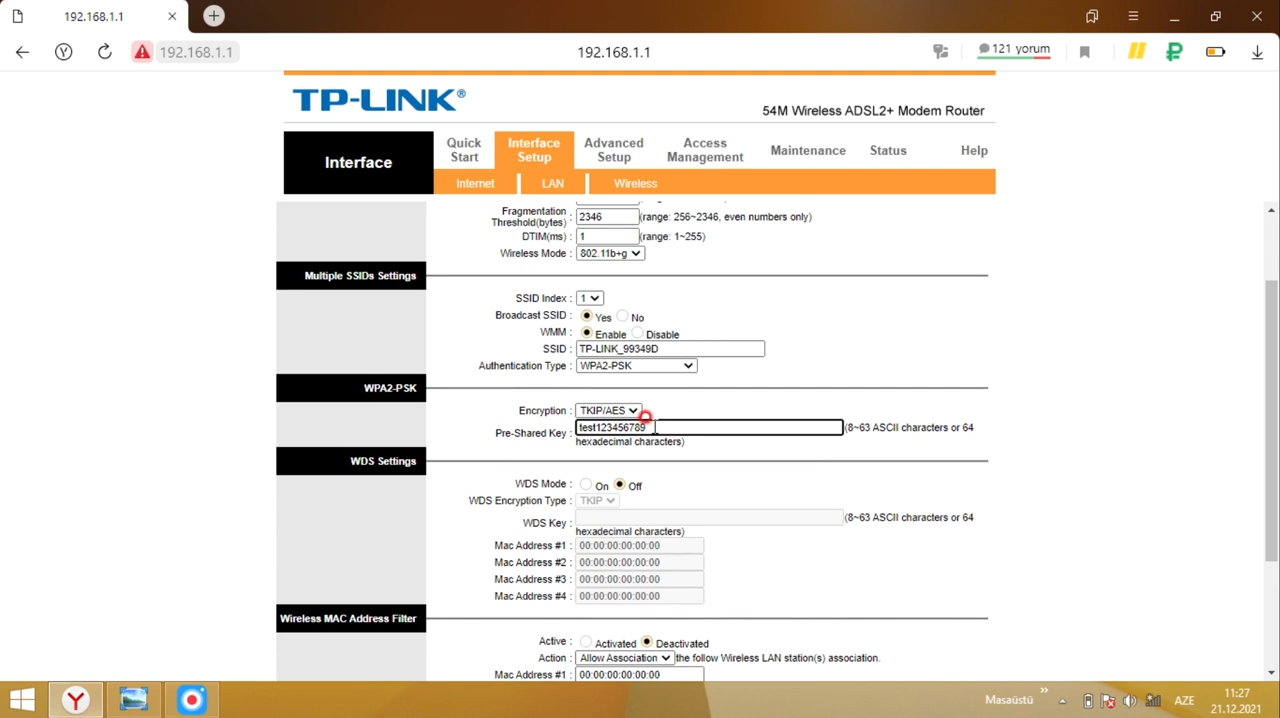 192.168.1.1
192.168.1.1
192.168.1.1
121 yorum
TP-LINK®
54M Wireless ADSL2+ Modem Router
Interface
Quick Start
Interface Setup
Advanced Setup
Access Management
Maintenance
Status
Help
Internet
LAN
Wireless
Fragmentation Threshold(bytes) : 2346 (range: 256~2346, even numbers only)
DTIM(ms) : 1 (range: 1~255)
Wireless Mode : 802.11b+g
Multiple SSIDs Settings
SSID Index : 1
Broadcast SSID : Yes No
WMM : Enable Disable
SSID : TP-LINK_99349D
Authentication Type : WPA2-PSK
WPA2-PSK
Encryption : TKIP/AES
Pre-Shared Key : test123456789 (8~63 ASCII characters or 64
hexadecimal characters)
WDS Settings
WDS Mode : On Off
WDS Encryption Type : TKIP
WDS Key : (8~63 ASCII characters or 64
hexadecimal characters)
Mac Address #1 : 00:00:00:00:00:00
Mac Address #2 : 00:00:00:00:00:00
Mac Address #3 : 00:00:00:00:00:00
Mac Address #4 : 00:00:00:00:00:00
Wireless MAC Address Filter
Active : Activated Deactivated
Action : Allow Association the follow Wireless LAN station(s) association.
Mac Address #1 : 00:00:00:00:00:00
Masaüstü
AZE
11:27
21.12.2021